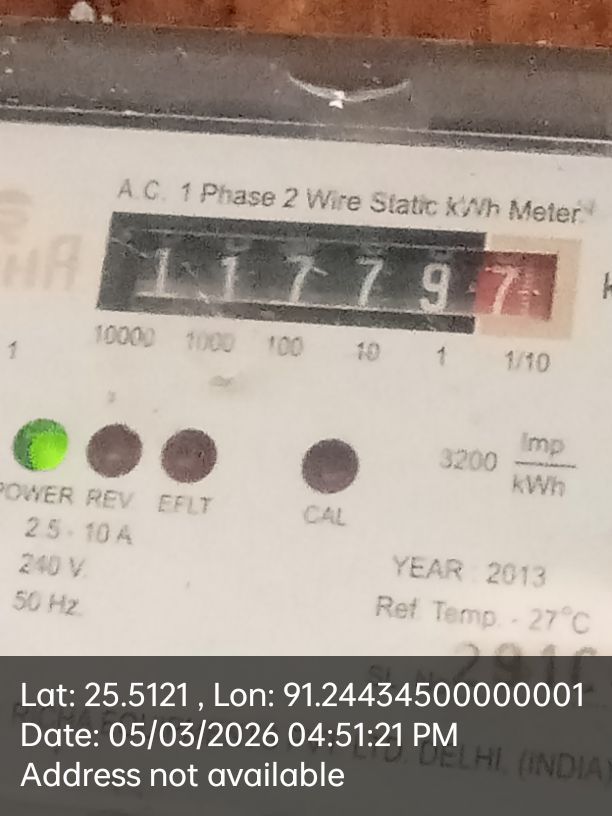 A.C. 1 Phase 2 Wire Static kWh Meter
1 1 7 7 9 7
k
1 10000 1000 100 10 1 1/10
3200 Imp/kWh
POWER REV EFLT CAL
2.5 - 10 A
240 V.
50 Hz.
YEAR : 2013
Ref. Temp. - 27°C
Lat: 25.5121 , Lon: 91.24434500000001
Date: 05/03/2026 04:51:21 PM
LTD. DELHI. (INDIA)
Address not available